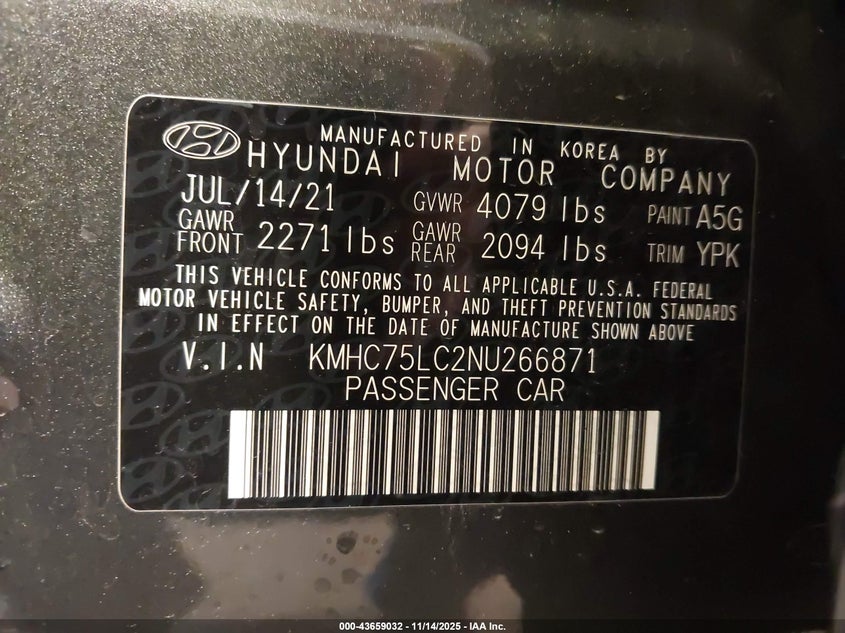 MANUFACTURED IN KOREA BY
HYUNDAI MOTOR COMPANY
JUL/14/21 GVWR 4079 lbs PAINT A5G
GAWR FRONT 2271 lbs GAWR REAR 2094 lbs TRIM YPK
THIS VEHICLE CONFORMS TO ALL APPLICABLE U.S.A. FEDERAL
MOTOR VEHICLE SAFETY, BUMPER, AND THEFT PREVENTION STANDARDS
IN EFFECT ON THE DATE OF MANUFACTURE SHOWN ABOVE
V.I.N KMHC75LC2NU266871
PASSENGER CAR
000-43659032 - 11/14/2025 - IAA Inc.